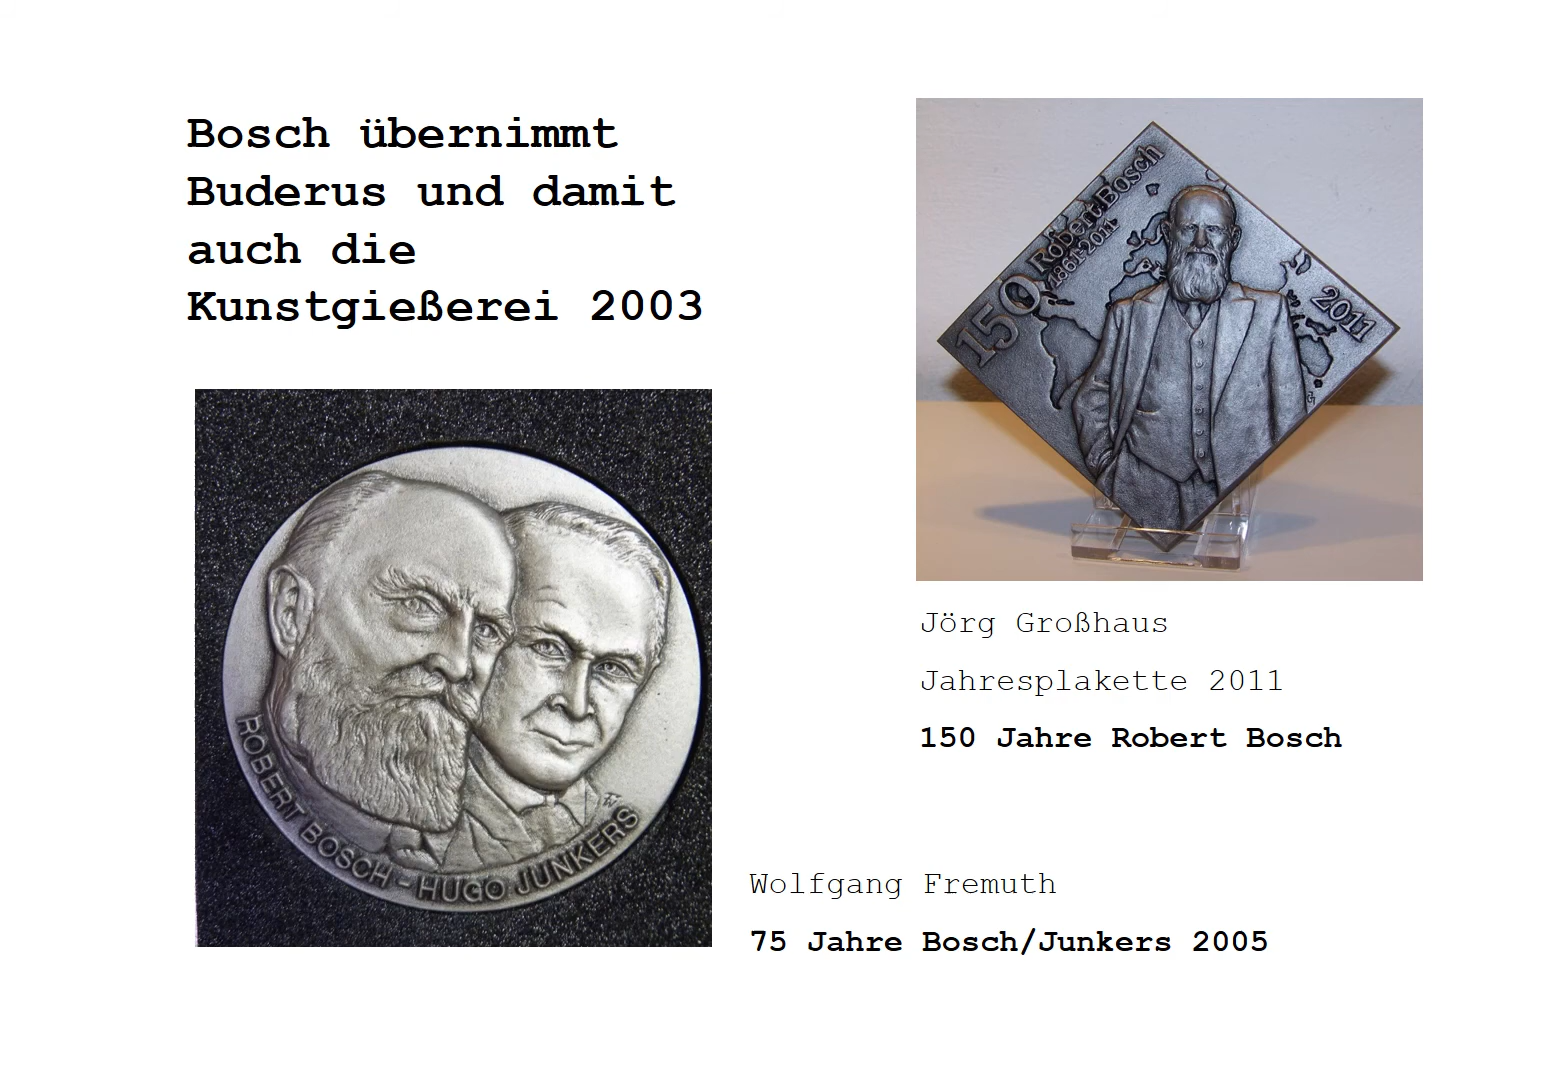 Bosch übernimmt
Buderus und damit
auch die
Kunstgießerei 2003
150 Robert Bosch
1861-2011
2011
Jörg Großhaus
Jahresplakette 2011
150 Jahre Robert Bosch
ROBERT BOSCH - HUGO JUNKERS
Wolfgang Fremuth
75 Jahre Bosch/Junkers 2005